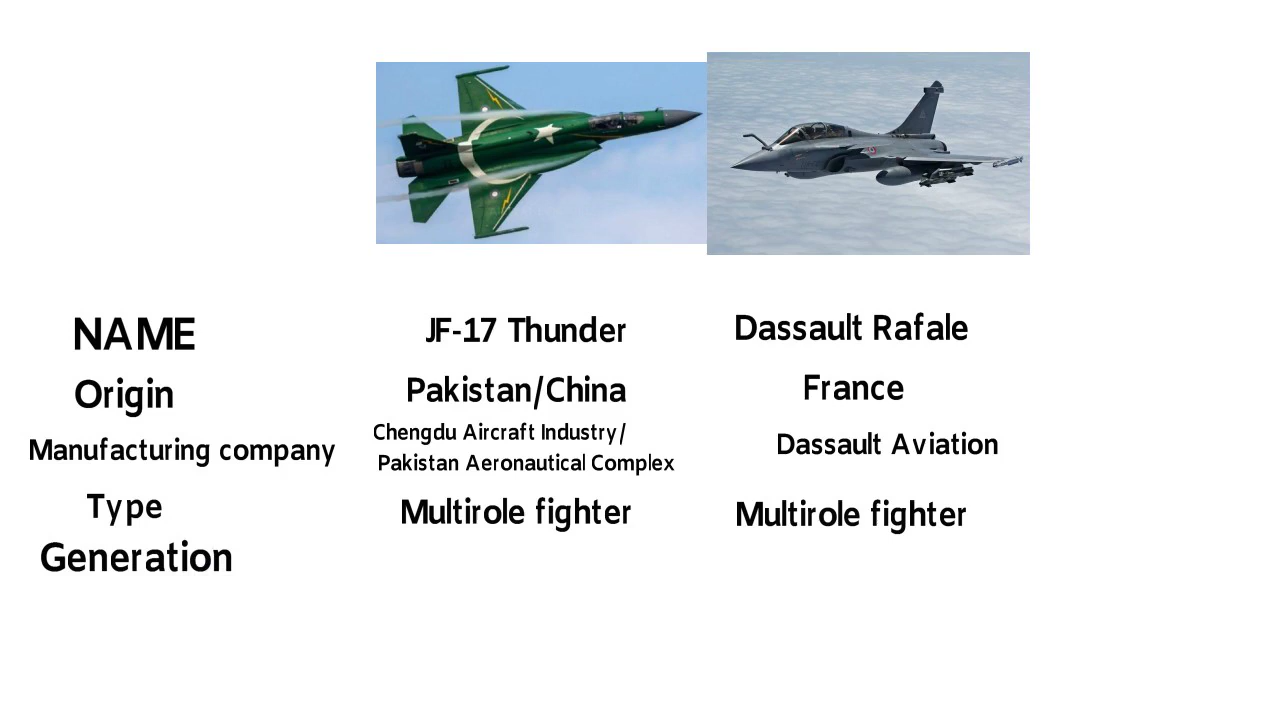 NAME JF-17 Thunder Dassault Rafale
Origin Pakistan/China France
Manufacturing company Chengdu Aircraft Industry/ Dassault Aviation
Pakistan Aeronautical Complex
Type Multirole fighter Multirole fighter
Generation